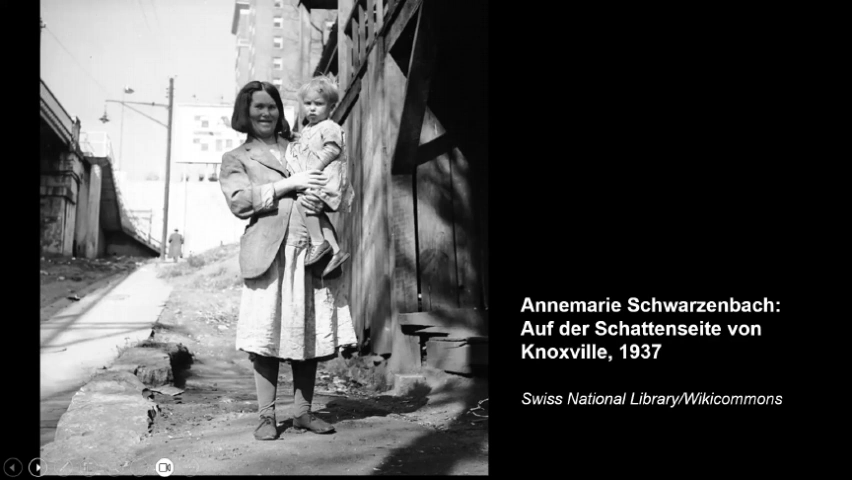 Annemarie Schwarzenbach:
Auf der Schattenseite von
Knoxville, 1937
Swiss National Library/Wikicommons